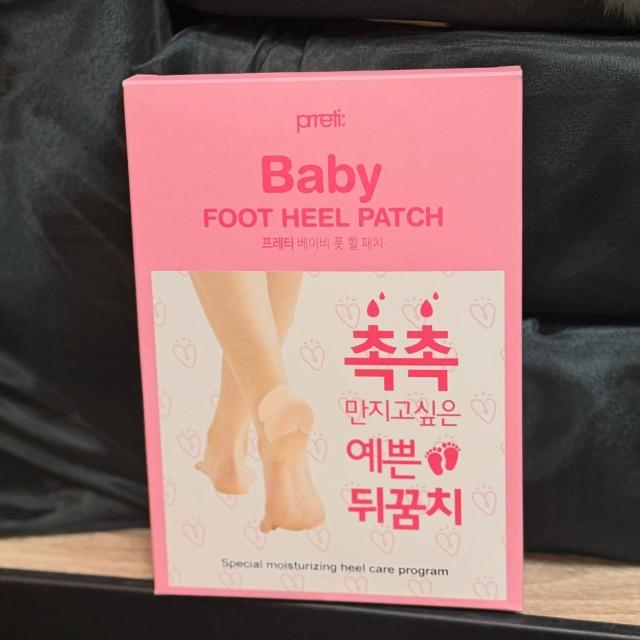 prreti:
Baby
FOOT HEEL PATCH
프레티 베이비 풋 힐 패치
촉촉
만지고싶은
예쁜
뒤꿈치
Special moisturizing heel care program